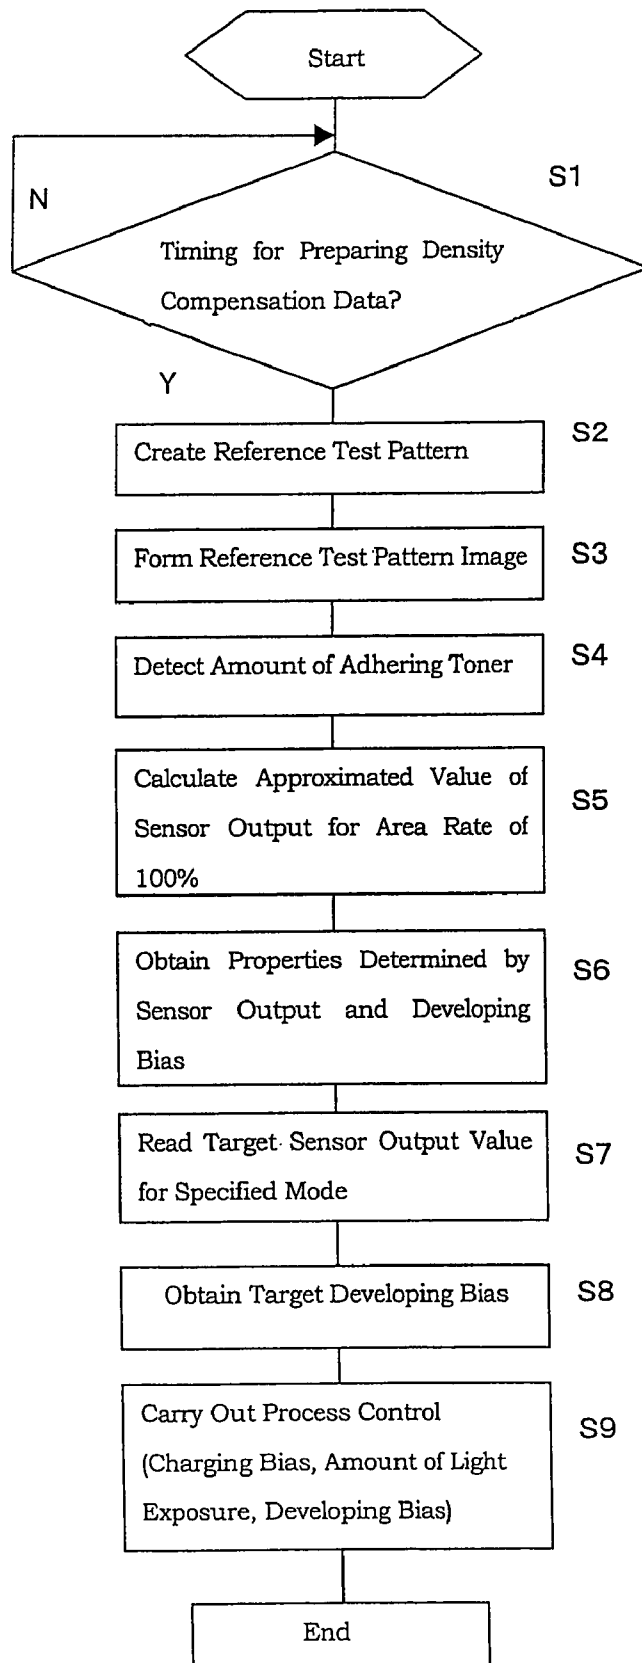 Start
S1
N
Timing for Preparing Density
Compensation Data?
Y
S2
Create Reference Test Pattern
Form Reference Test Pattern Image
S3
Detect Amount of Adhering Toner
S4
Calculate Approximated Value of
Sensor Output for Area Rate of
100%
S5
Obtain Properties Determined by
Sensor Output and Developing
Bias
S6
Read Target Sensor Output Value
for Specified Mode
S7
Obtain Target Developing Bias
S8
Carry Out Process Control
(Charging Bias, Amount of Light
Exposure, Developing Bias)
S9
End